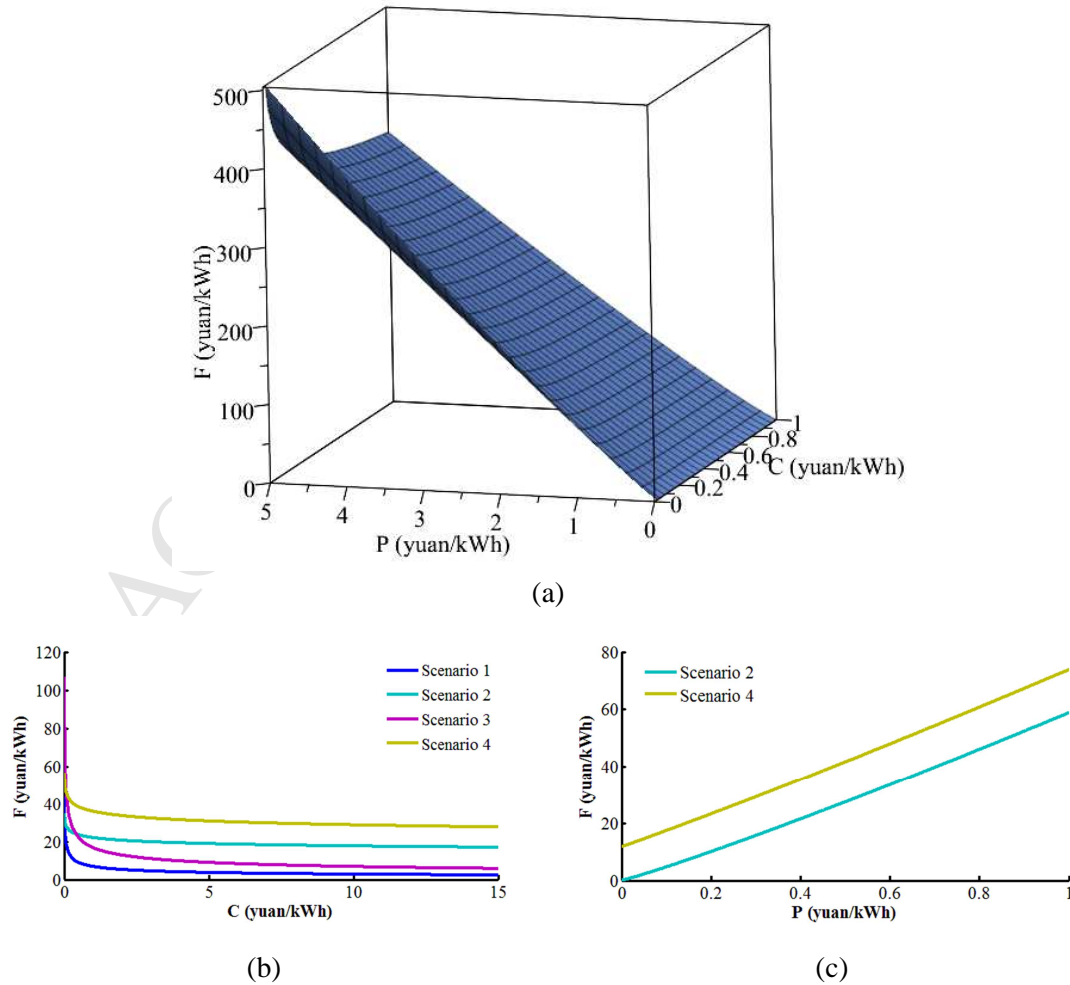 500
400
300
200
100
0
F (yuan/kWh)
5
4
3
2
1
0
P (yuan/kWh)
0
0.2
0.4
0.6
0.8
1
C (yuan/kWh)
(a)
120
100
80
60
40
20
0
F (yuan/kWh)
Scenario 1
Scenario 2
Scenario 3
Scenario 4
0
5
10
15
C (yuan/kWh)
(b)
80
60
40
20
0
F (yuan/kWh)
Scenario 2
Scenario 4
0
0.2
0.4
0.6
0.8
1
P (yuan/kWh)
(c)